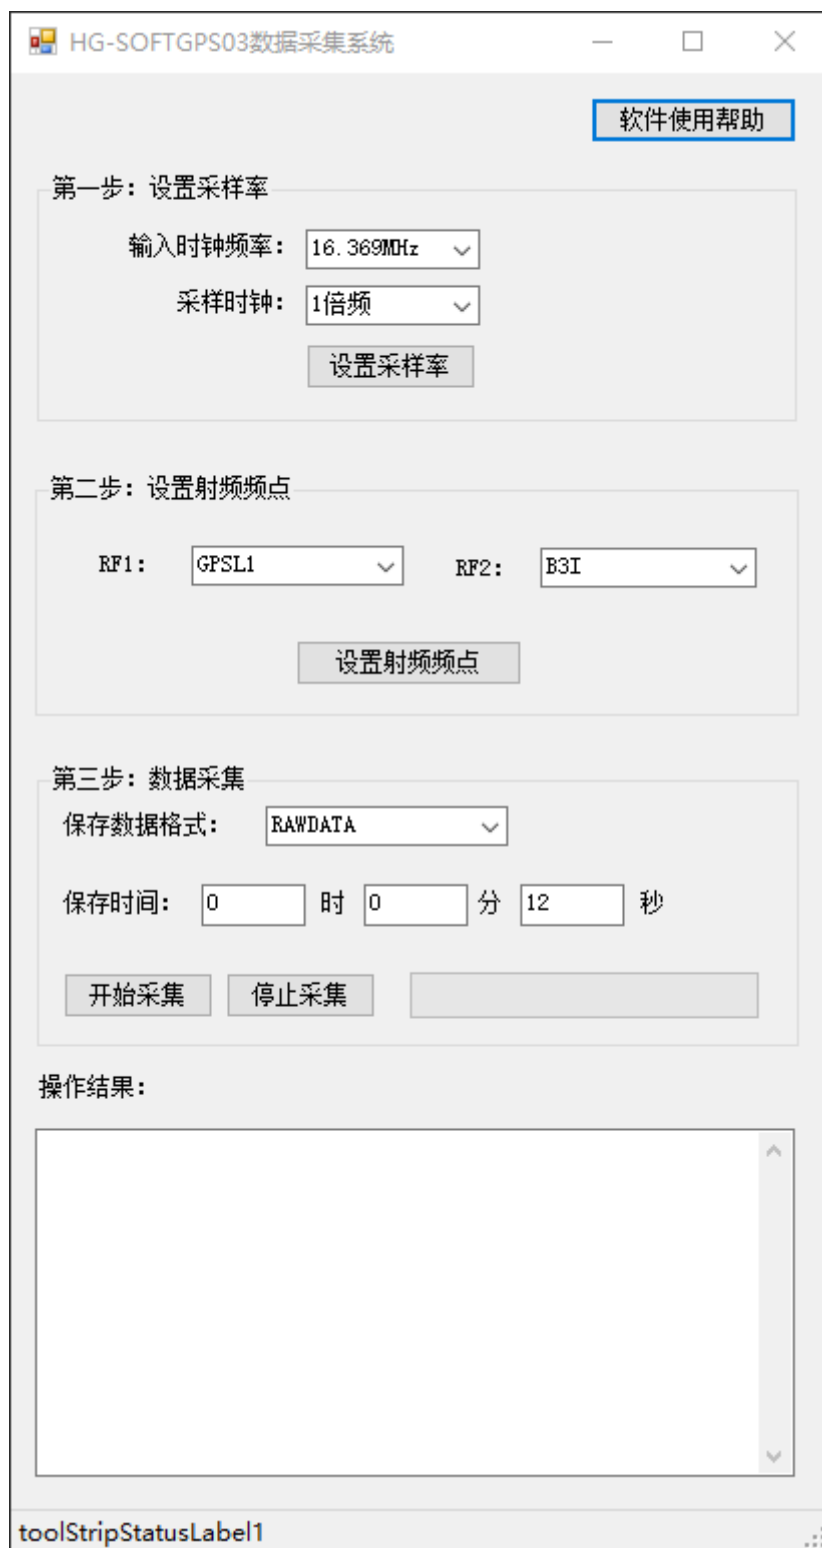 HG-SOFTGPS03数据采集系统
软件使用帮助
第一步：设置采样率
输入时钟频率： 16.369MHz
采样时钟： 1倍频
设置采样率
第二步：设置射频频点
RF1: GPSL1 RF2: B3I
设置射频频点
第三步：数据采集
保存数据格式： RAWDATA
保存时间： 0 时 0 分 12 秒
开始采集 停止采集
操作结果：
toolStripStatusLabel1